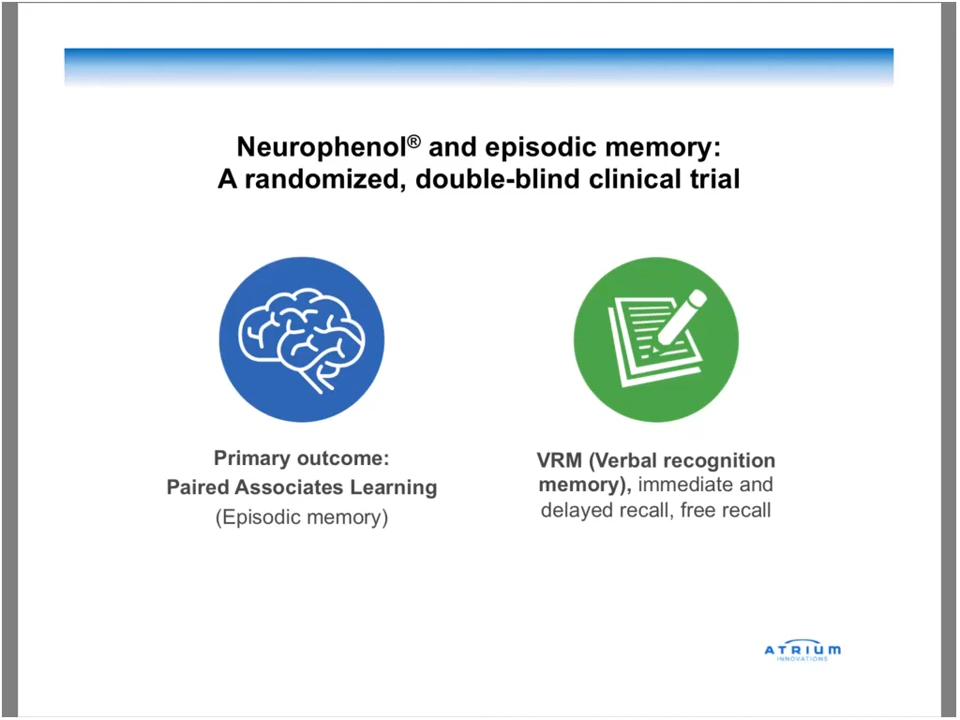 Neurophenol® and episodic memory:
A randomized, double-blind clinical trial
Primary outcome:
Paired Associates Learning
(Episodic memory)
VRM (Verbal recognition
memory), immediate and
delayed recall, free recall
ATRIUM
INNOVATIONS